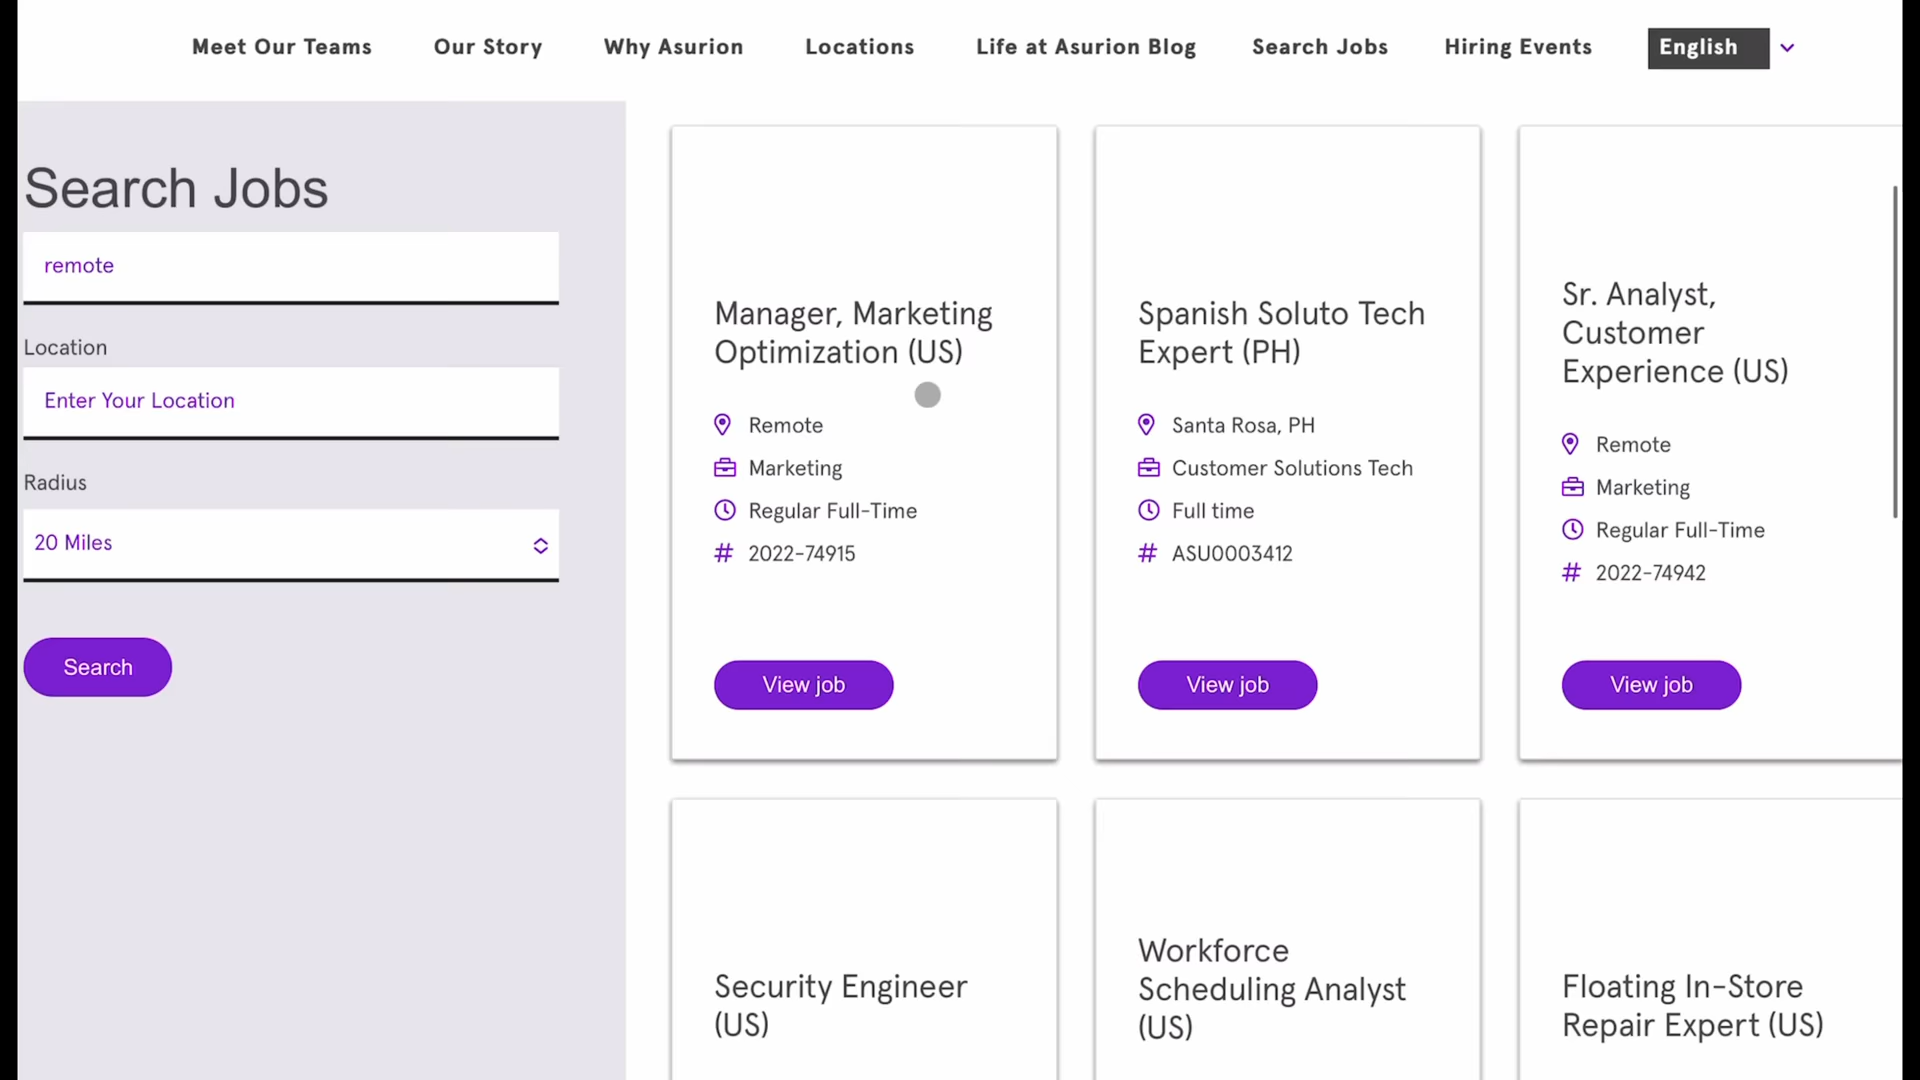 Meet Our Teams Our Story Why Asurion Locations Life at Asurion Blog Search Jobs Hiring Events English
Search Jobs
remote
Location
Enter Your Location
Radius
20 Miles
Search
Manager, Marketing
Optimization (US)
Remote
Marketing
Regular Full-Time
# 2022-74915
View job
Spanish Soluto Tech
Expert (PH)
Santa Rosa, PH
Customer Solutions Tech
Full time
# ASU0003412
View job
Sr. Analyst,
Customer
Experience (US)
Remote
Marketing
Regular Full-Time
# 2022-74942
View job
Security Engineer
(US)
Workforce
Scheduling Analyst
(US)
Floating In-Store
Repair Expert (US)